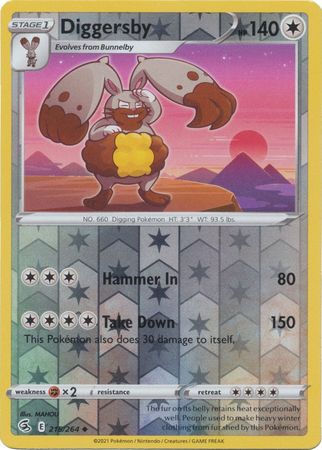 STAGE 1
Diggersby
HP 140
Evolves from Bunnelby
NO. 660 Digging Pokémon HT: 3'3" WT: 93.5 lbs.
Hammer In 80
Take Down 150
This Pokémon also does 30 damage to itself.
weakness ×2 resistance retreat
Illus. MAHOU
E 218/264
The fur on its belly retains heat exceptionally
well. People used to make heavy winter
clothing from fur shed by this Pokémon.
©2021 Pokémon / Nintendo / Creatures / GAME FREAK